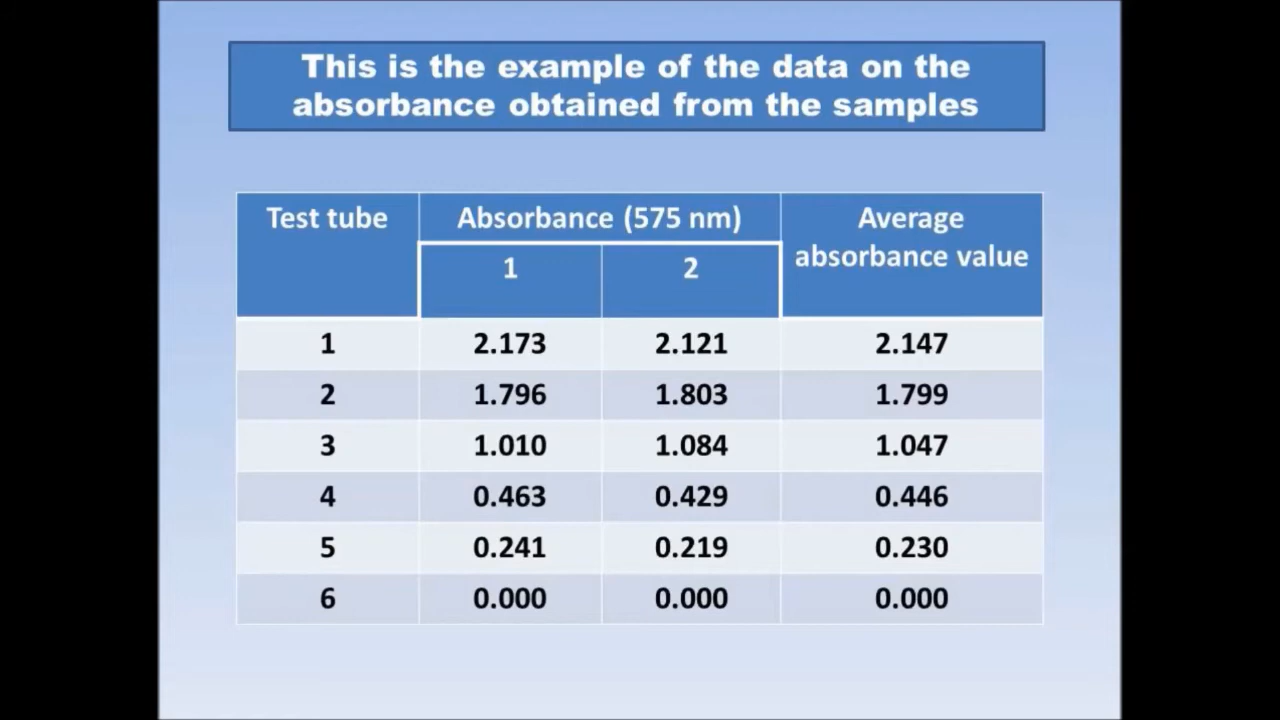 This is the example of the data on the
absorbance obtained from the samples
Test tube Absorbance (575 nm) Average
absorbance value
1 2
1 2.173 2.121 2.147
2 1.796 1.803 1.799
3 1.010 1.084 1.047
4 0.463 0.429 0.446
5 0.241 0.219 0.230
6 0.000 0.000 0.000